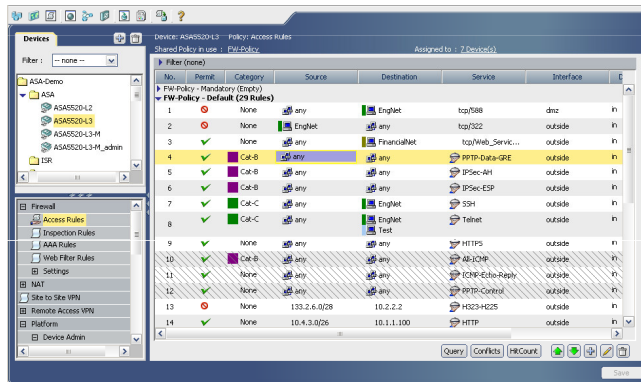 Device: ASA5520-L3 Policy: Access Rules
Shared Policy in use : FW-Policy Assigned to : 7 Device(s)
Devices
Filter : -- none --
ASA-Demo
ASA
ASA5520-L2
ASA5520-L3
ASA5520-L3-M
ASA5520-L3-M_admin
ISR
Firewall
Access Rules
Inspection Rules
AAA Rules
Web Filter Rules
Settings
NAT
Site to Site VPN
Remote Access VPN
Platform
Device Admin
Filter (none)
No. Permit Category Source Destination Service Interface D
FW-Policy - Mandatory (Empty)
FW-Policy - Default (29 Rules)
1 None any EngNet tcp/588 dmz in
2 None EngNet any tcp/322 outside in
3 None any FinancialNet tcp/Web_Servic... outside in
4 Cat-B any any PPTP-Data-GRE outside in
5 Cat-B any any IPSec-AH outside in
6 Cat-B any any IPSec-ESP outside in
7 Cat-C any EngNet SSH outside in
8 Cat-C any EngNet Telnet outside in
Test
9 None any any HTTPS outside in
10 Cat-B any any All-ICMP outside in
11 None any any ICMP-Echo-Reply outside in
12 None any any PPTP-Control outside in
13 None 133.2.6.0/28 10.2.2.2 H323-H225 outside in
14 None 10.4.3.0/26 10.1.1.100 HTTP outside in
Query Conflicts HitCount
Save